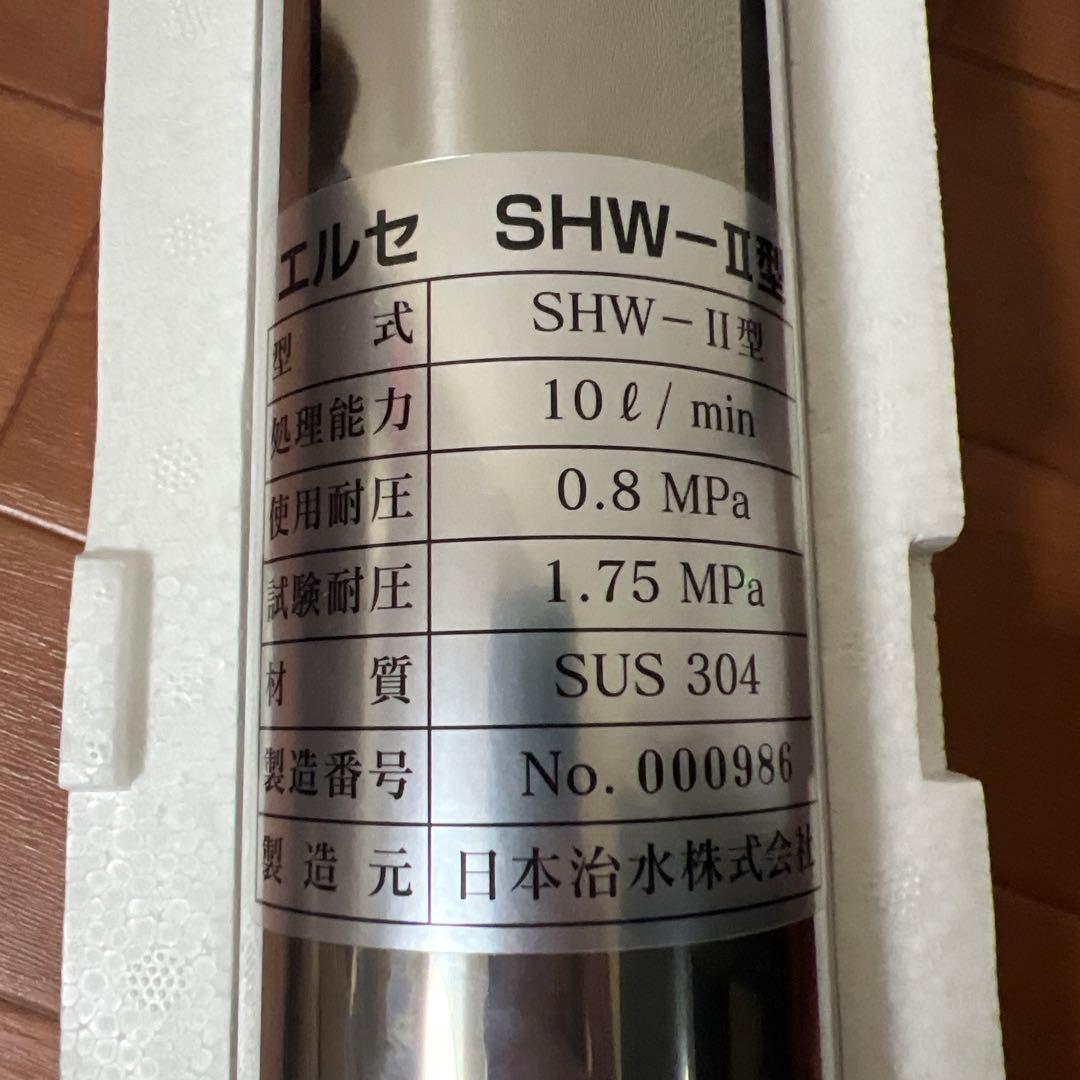 エルセ SHW-II型
型式 SHW-II型
処理能力 10ℓ/min
使用耐圧 0.8 MPa
試験耐圧 1.75 MPa
材質 SUS 304
製造番号 No. 000986
製造元 日本治水株式会社